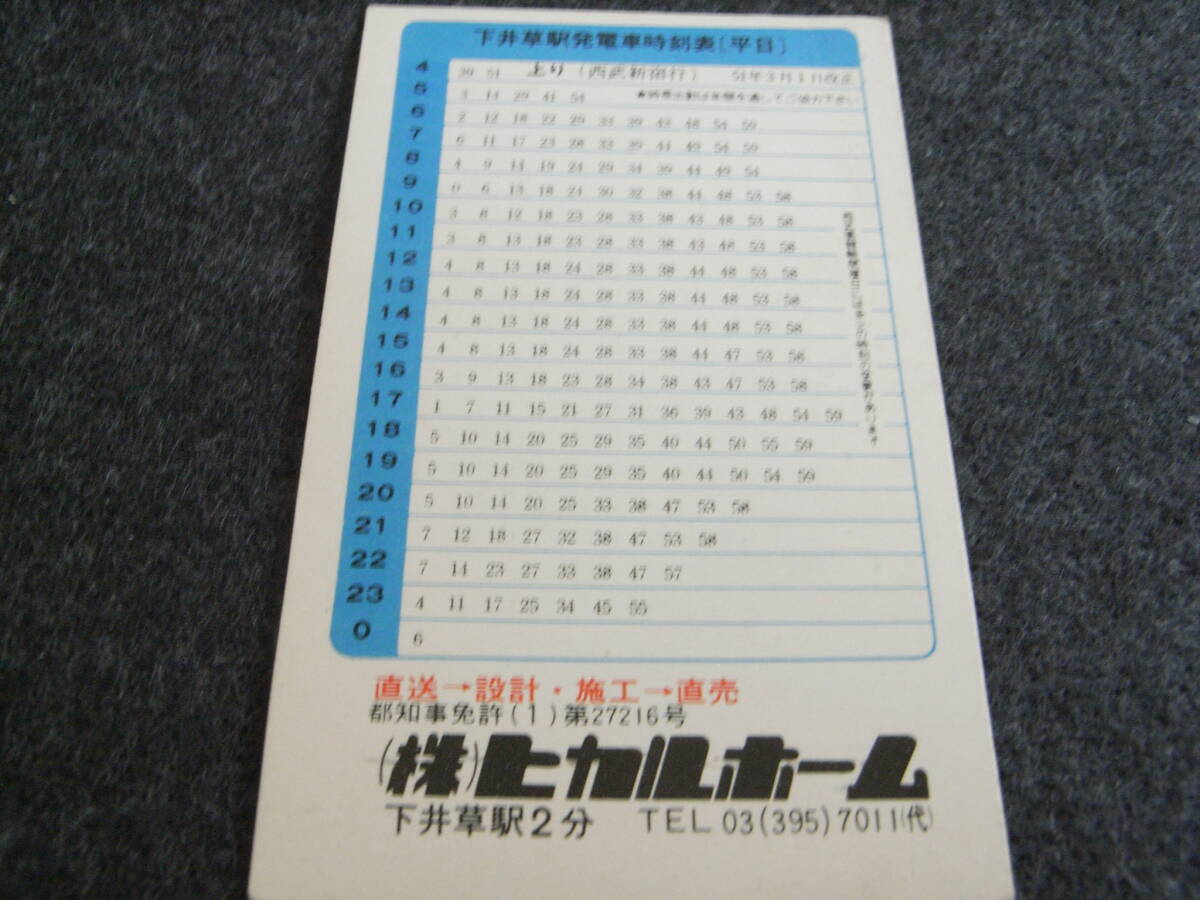 下井草駅発電車時刻表〔平日〕
上り（西武新宿行） 51年3月1日改正
4 39 51
5 3 14 29 41 54
6 2 12 18 22 29 33 39 43 48 54 59
7 6 11 17 23 28 33 39 44 49 54 59
8 4 9 14 19 24 29 34 39 44 49 54
9 0 6 13 18 24 30 32 38 44 48 53 58
10 3 8 12 18 23 28 33 38 43 48 53 58
11 3 8 13 18 23 28 33 38 43 48 53 58
12 4 8 13 18 24 28 33 38 44 48 53 58
13 4 8 13 18 24 28 33 38 44 48 53 58
14 4 8 13 18 24 28 33 38 44 48 53 58
15 4 8 13 18 24 28 33 38 44 47 53 58
16 3 9 13 18 23 28 34 38 43 47 53 58
17 1 7 11 15 21 27 31 36 39 43 48 54 59
18 5 10 14 20 25 29 35 40 44 50 55 59
19 5 10 14 20 25 29 35 40 44 50 54 59
20 5 10 14 20 25 33 38 47 53 58
21 7 12 18 27 32 38 47 53 58
22 7 14 23 27 33 38 47 57
23 4 11 17 25 34 45 55
0 6
直送→設計・施工→直売
都知事免許(1)第27216号
(株)ヒカルホーム
下井草駅2分 TEL 03(395)7011(代)